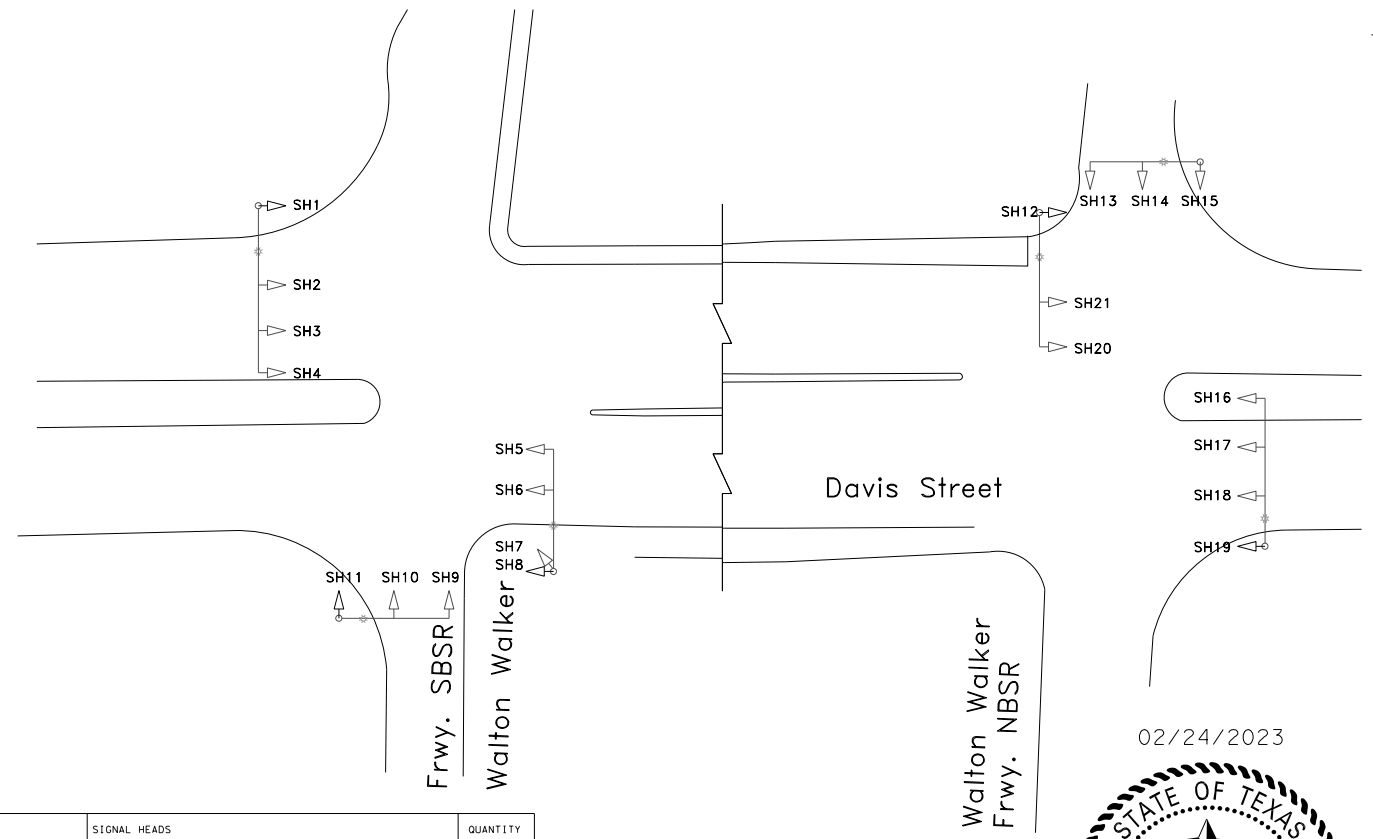 SH1
SH2
SH3
SH4
SH5
SH6
SH7
SH8
SH11 SH10 SH9
Frwy. SBSR
Walton Walker
SH12
SH13 SH14 SH15
SH21
SH20
SH16
SH17
SH18
SH19
Davis Street
Walton Walker
Frwy. NBSR
02/24/2023
STATE OF TEXAS
SIGNAL HEADS QUANTITY